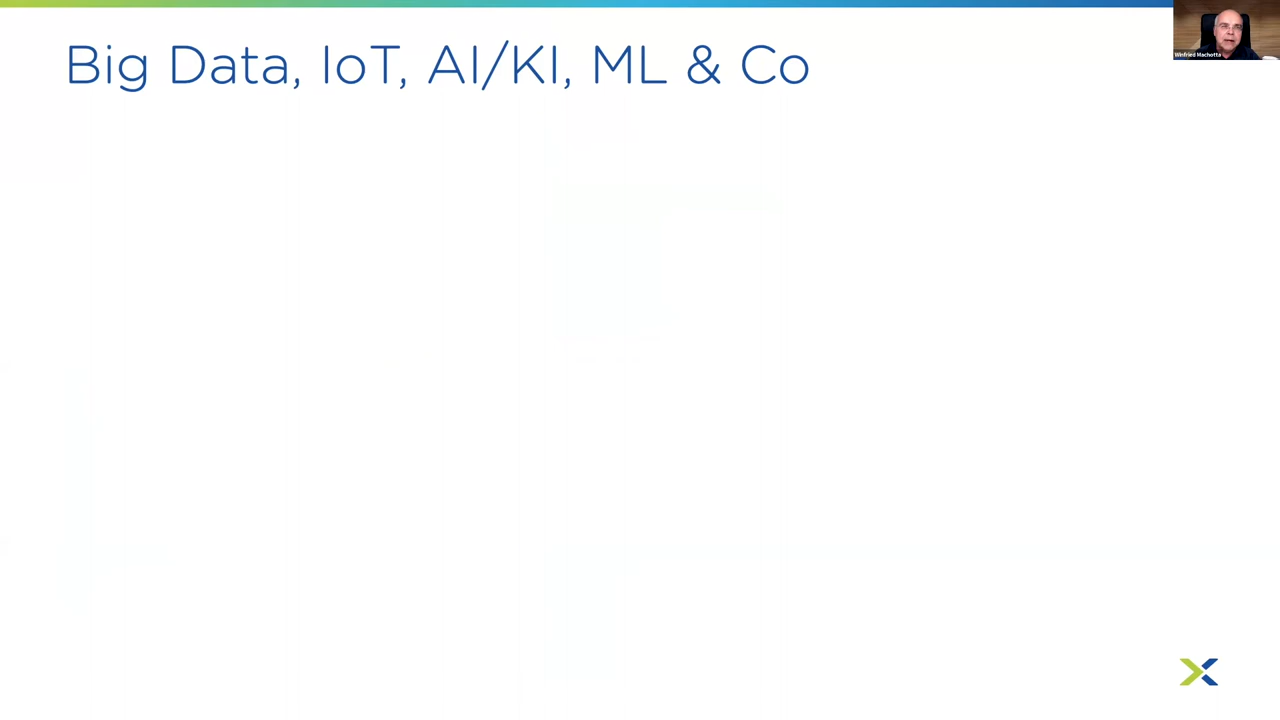 Big Data, IoT, AI/KI, ML & Co
Winfried Machotta